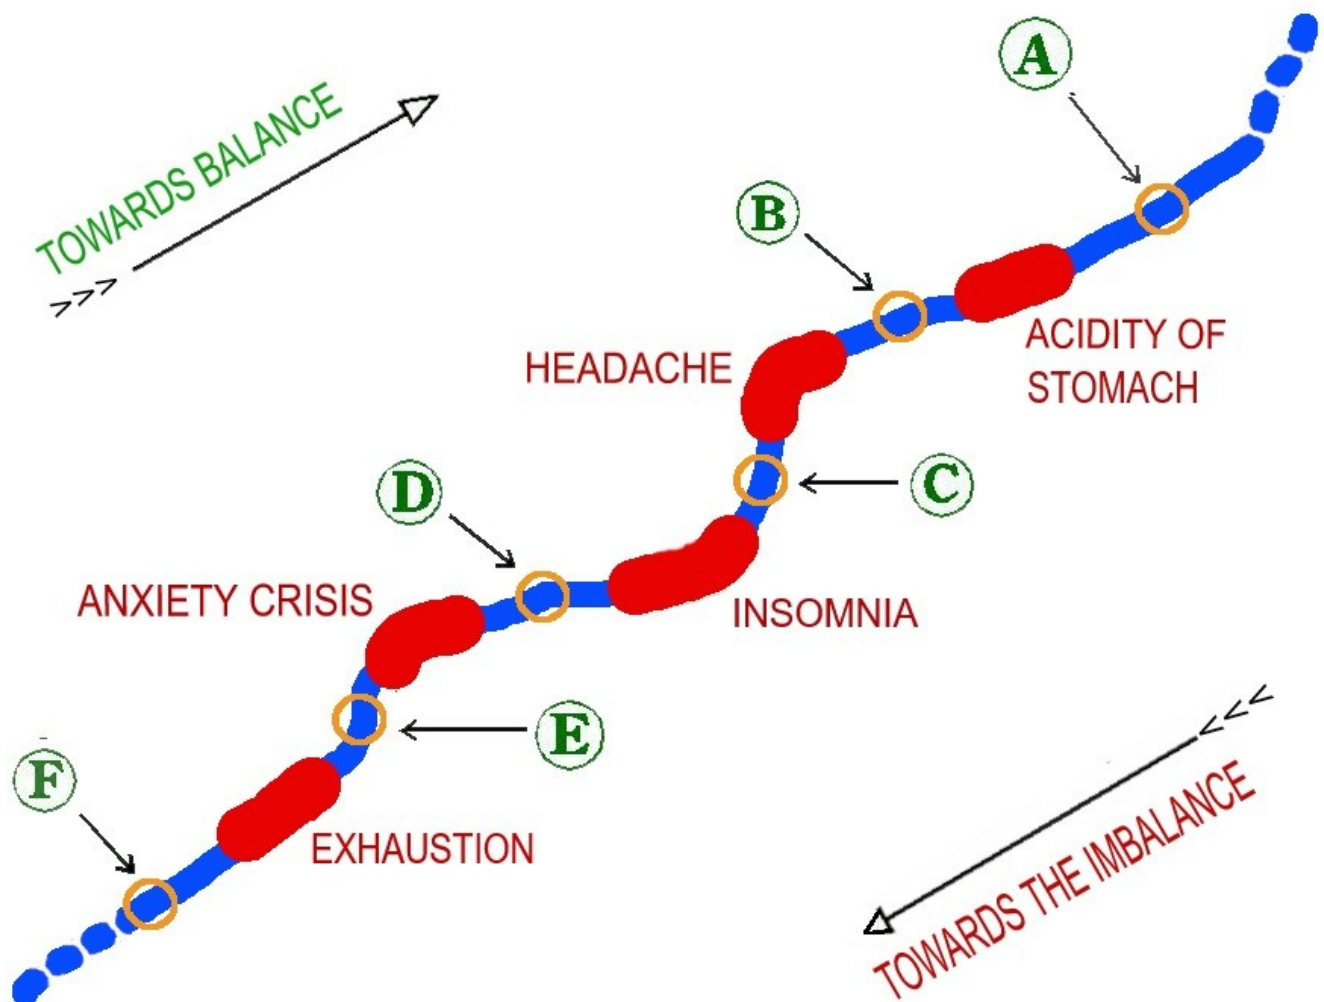 A
TOWARDS BALANCE
>>>
B
ACIDITY OF
STOMACH
HEADACHE
D
C
ANXIETY CRISIS
INSOMNIA
E
<<<
F
EXHAUSTION
TOWARDS THE IMBALANCE